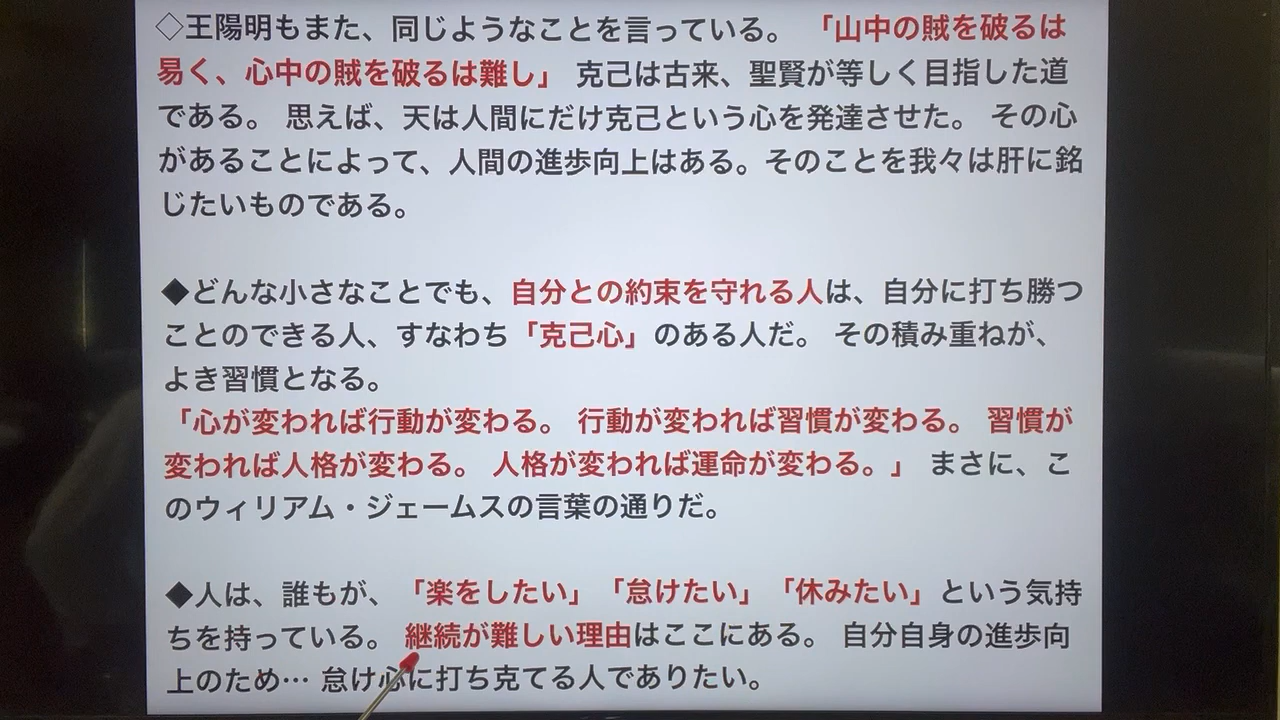 ◇王陽明もまた、同じようなことを言っている。 「山中の賊を破るは
易く、心中の賊を破るは難し」 克己は古来、聖賢が等しく目指した道
である。 思えば、天は人間にだけ克己という心を発達させた。 その心
があることによって、人間の進歩向上はある。そのことを我々は肝に銘
じたいものである。
◆どんな小さなことでも、自分との約束を守れる人は、自分に打ち勝つ
ことのできる人、すなわち「克己心」のある人だ。 その積み重ねが、
よき習慣となる。
「心が変われば行動が変わる。 行動が変われば習慣が変わる。 習慣が
変われば人格が変わる。 人格が変われば運命が変わる。」 まさに、こ
のウィリアム・ジェームスの言葉の通りだ。
◆人は、誰もが、「楽をしたい」「怠けたい」「休みたい」という気持
ちを持っている。 継続が難しい理由はここにある。 自分自身の進歩向
上のため… 怠け心に打ち克てる人でありたい。